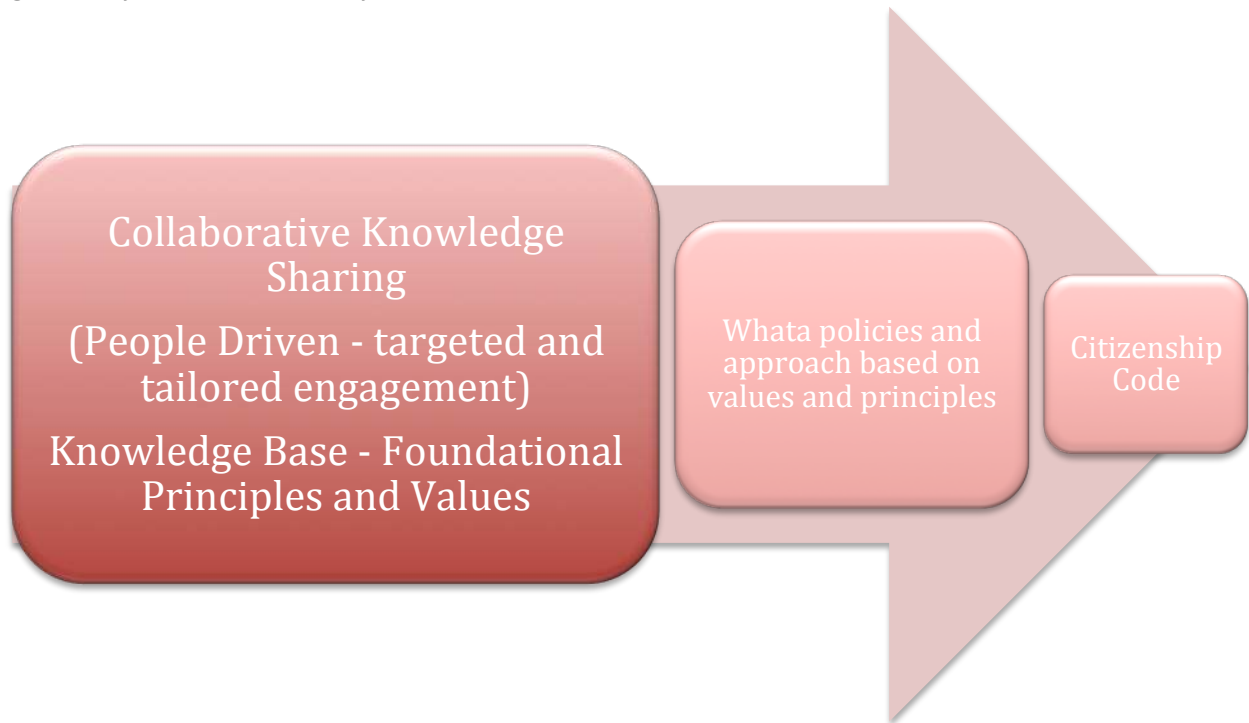 Collaborative Knowledge
Sharing
(People Driven - targeted and
tailored engagement)
Knowledge Base - Foundational
Principles and Values
Whata policies and
approach based on
values and principles
Citizenship
Code